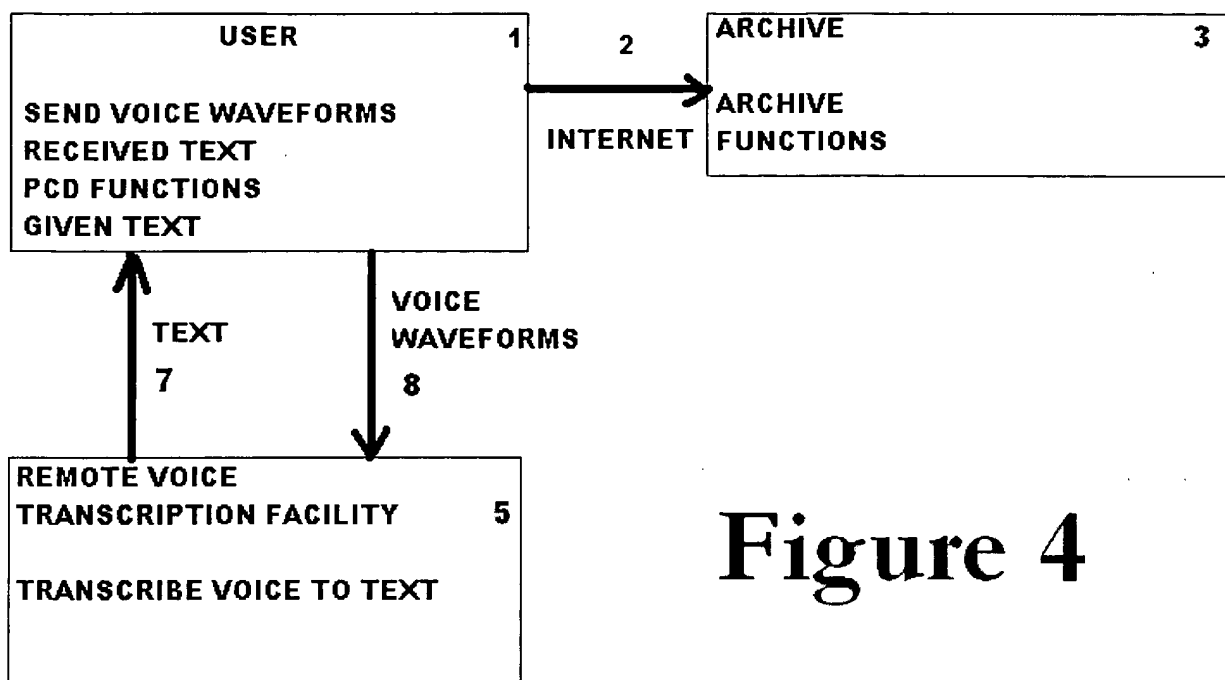 USER 1
SEND VOICE WAVEFORMS
RECEIVED TEXT
PCD FUNCTIONS
GIVEN TEXT
2
INTERNET
ARCHIVE 3
ARCHIVE
FUNCTIONS
TEXT
7
VOICE
WAVEFORMS
8
REMOTE VOICE
TRANSCRIPTION FACILITY 5
TRANSCRIBE VOICE TO TEXT
Figure 4